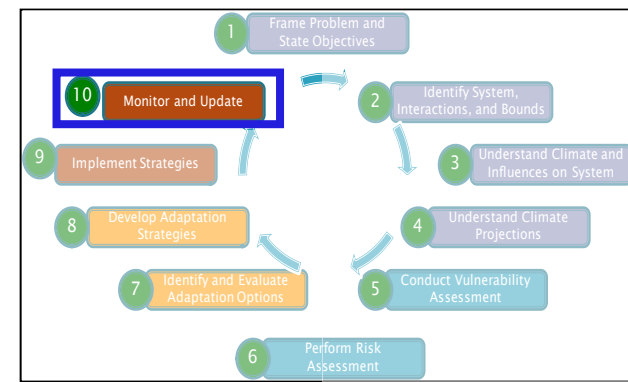 1
Frame Problem and
State Objectives
2
Identify System,
Interactions, and Bounds
3
Understand Climate and
Influences on System
4
Understand Climate
Projections
5
Conduct Vulnerability
Assessment
6
Perform Risk
Assessment
7
Identify and Evaluate
Adaptation Options
8
Develop Adaptation
Strategies
9
Implement Strategies
10
Monitor and Update